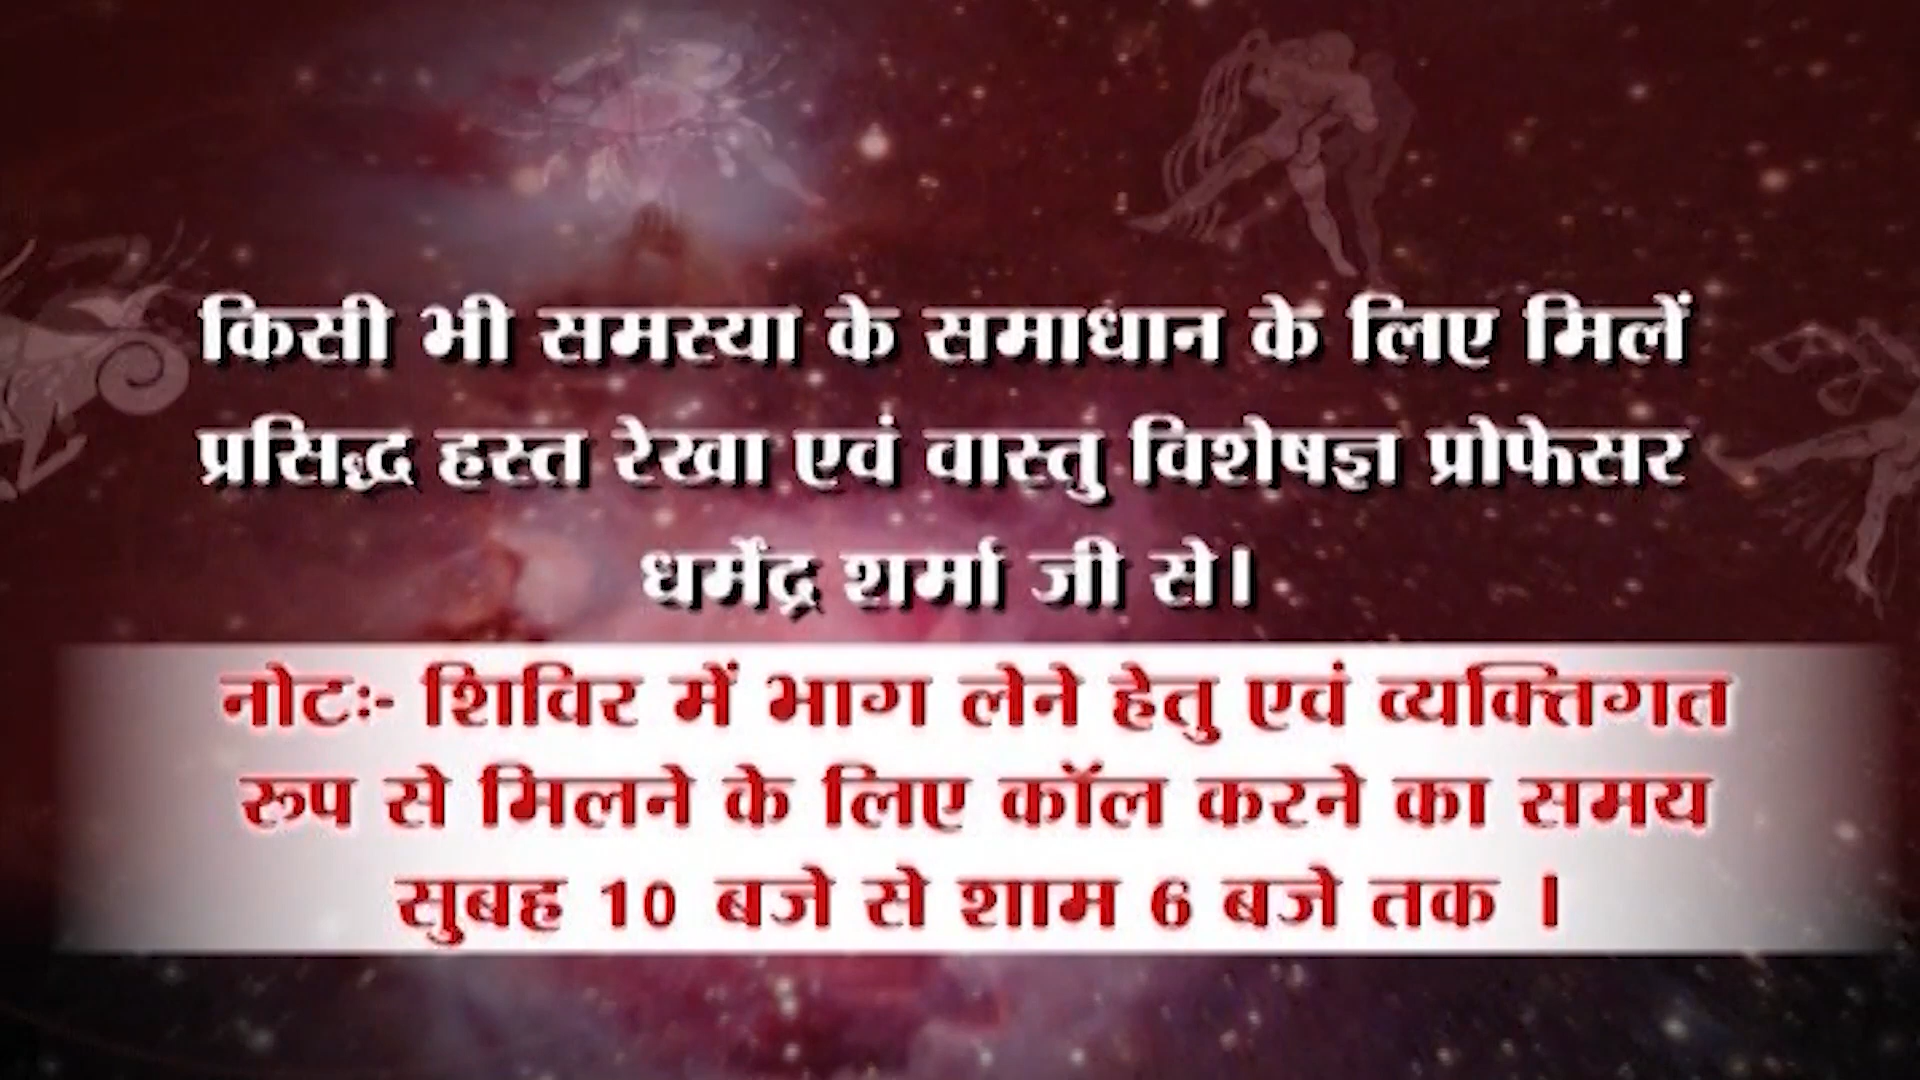 किसी भी समस्या के समाधान के लिए मिलें
प्रसिद्ध हस्त रेखा एवं वास्तु विशेषज्ञ प्रोफेसर
धर्मेंद्र शर्मा जी से।
नोटः- शिविर में भाग लेने हेतु एवं व्यक्तिगत
रूप से मिलने के लिए कॉल करने का समय
सुबह 10 बजे से शाम 6 बजे तक ।